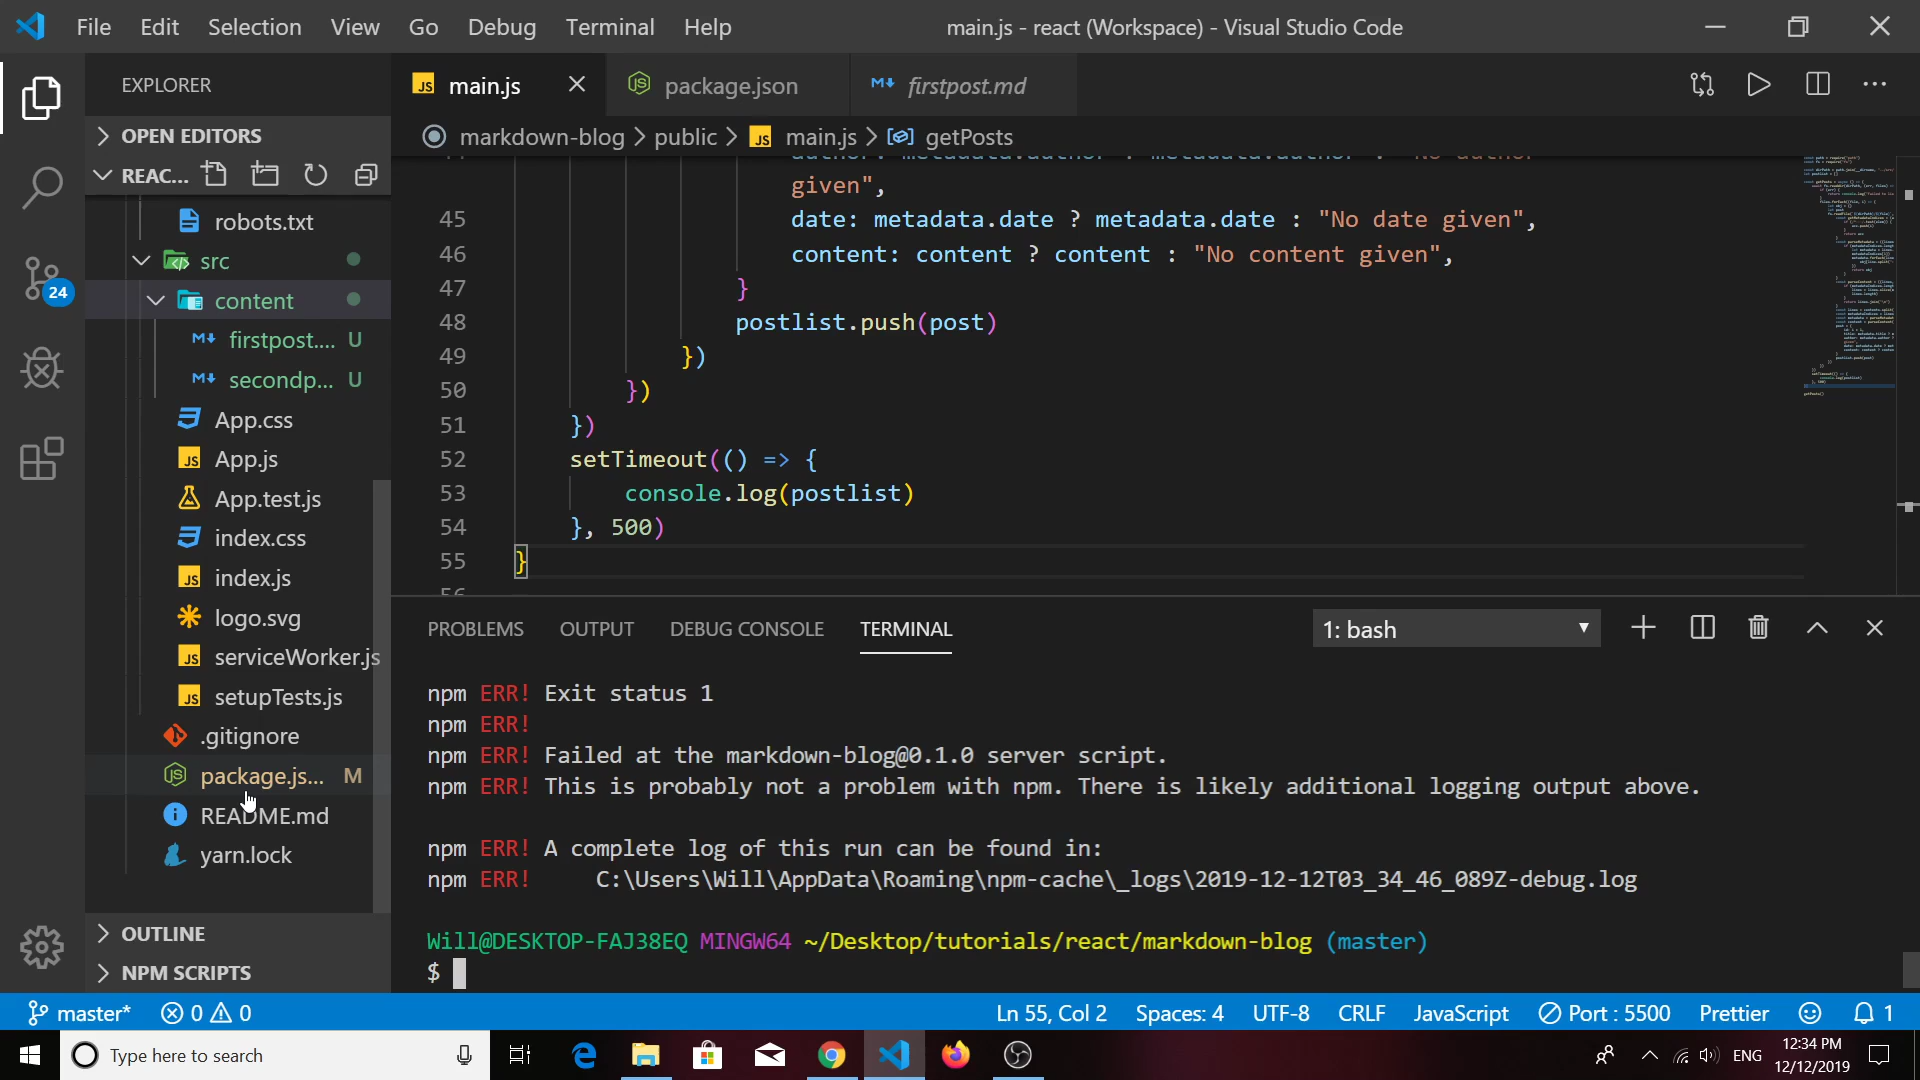 File Edit Selection View Go Debug Terminal Help
main.js - react (Workspace) - Visual Studio Code
EXPLORER
OPEN EDITORS
REAC...
robots.txt
src
content
firstpost.... U
secondp... U
App.css
App.js
App.test.js
index.css
index.js
logo.svg
serviceWorker.js
setupTests.js
.gitignore
package.js... M
README.md
yarn.lock
OUTLINE
NPM SCRIPTS
24
main.js
package.json
firstpost.md
markdown-blog > public > main.js > getPosts
given",
45 date: metadata.date ? metadata.date : "No date given",
46 content: content ? content : "No content given",
47 }
48 postlist.push(post)
49 })
50 })
51 })
52 setTimeout(() => {
53 console.log(postlist)
54 }, 500)
55 }
PROBLEMS OUTPUT DEBUG CONSOLE TERMINAL
1: bash
npm ERR! Exit status 1
npm ERR!
npm ERR! Failed at the markdown-blog@0.1.0 server script.
npm ERR! This is probably not a problem with npm. There is likely additional logging output above.
npm ERR! A complete log of this run can be found in:
npm ERR! C:\Users\Will\AppData\Roaming\npm-cache\_logs\2019-12-12T03_34_46_089Z-debug.log
Will@DESKTOP-FAJ38EQ MINGW64 ~/Desktop/tutorials/react/markdown-blog (master)
$
master* 0 0 Ln 55, Col 2 Spaces: 4 UTF-8 CRLF JavaScript Port : 5500 Prettier 1
Type here to search
ENG
12:34 PM
12/12/2019